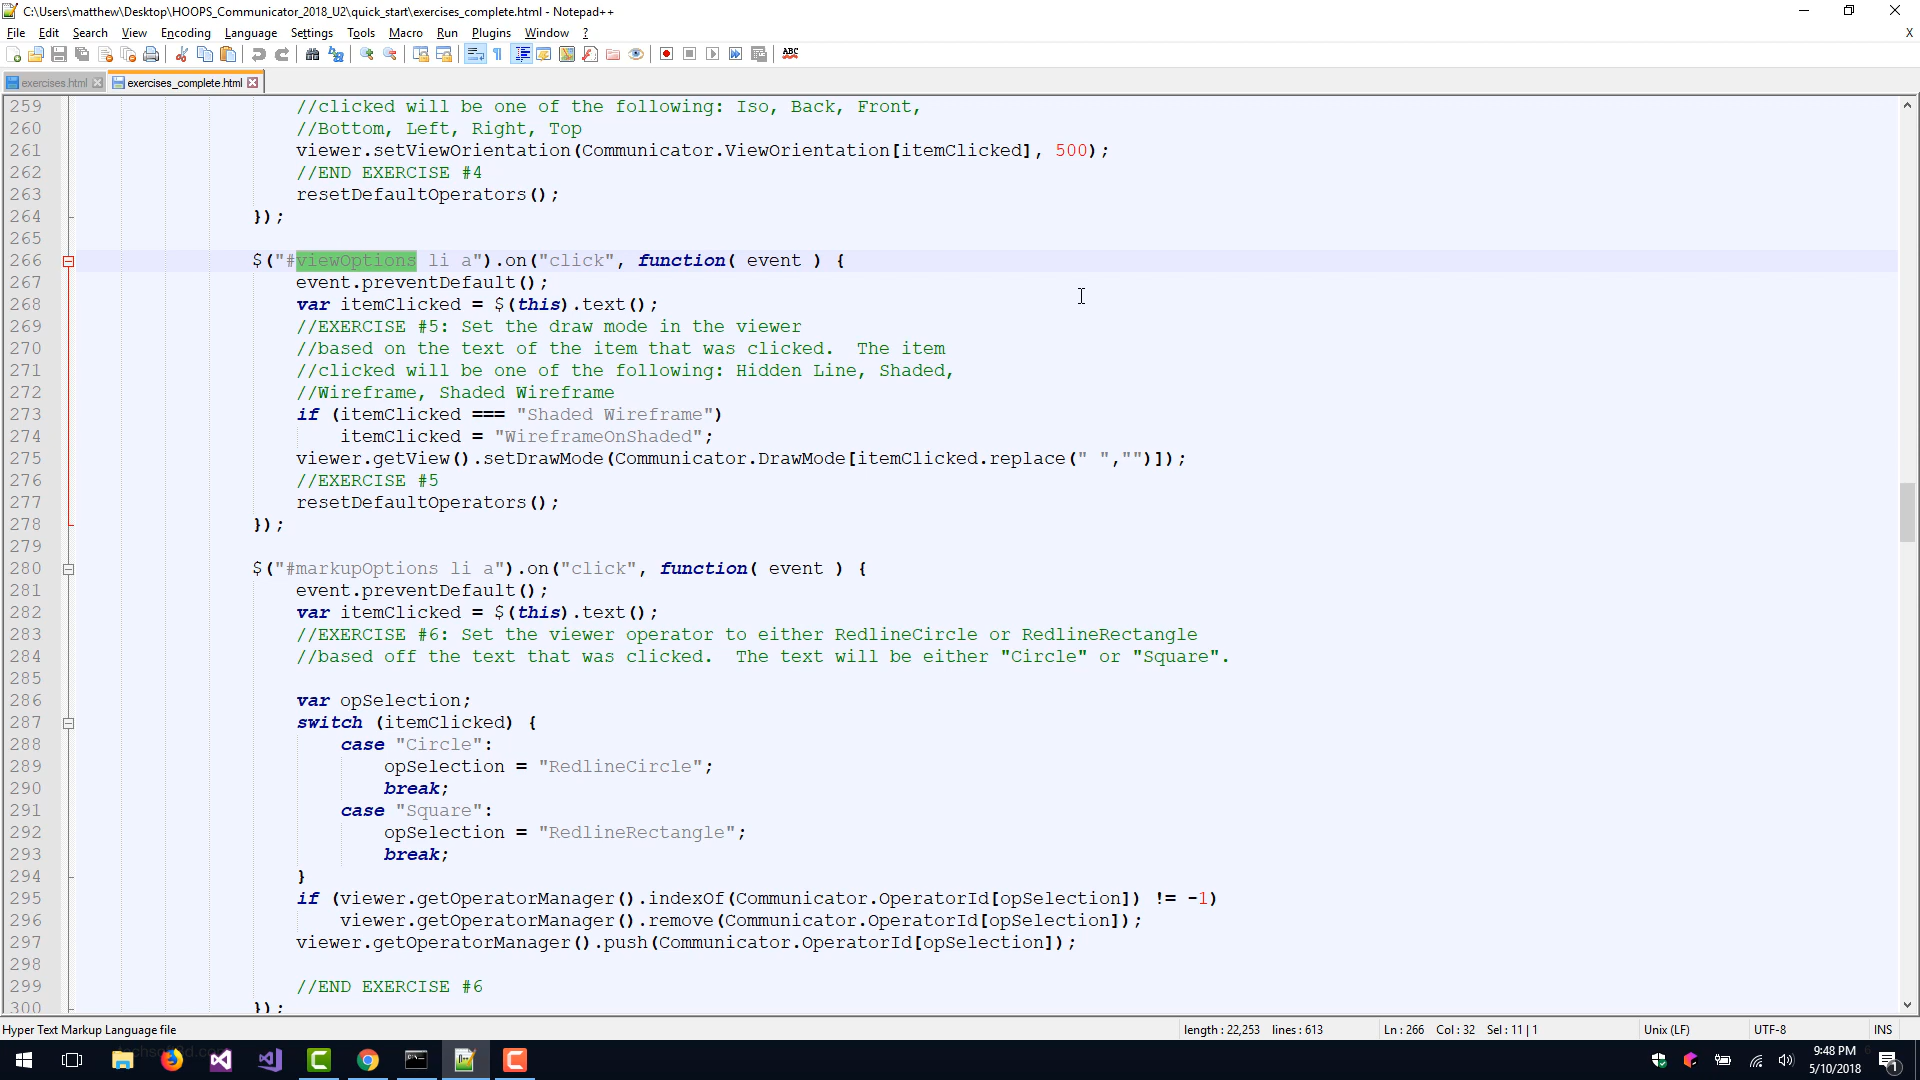 C:\Users\matthew\Desktop\HOOPS_Communicator_2018_U2\quick_start\exercises_complete.html - Notepad++
File Edit Search View Encoding Language Settings Tools Macro Run Plugins Window ? X
exercises.html exercises_complete.html
259 //clicked will be one of the following: Iso, Back, Front,
260 //Bottom, Left, Right, Top
261 viewer.setViewOrientation(Communicator.ViewOrientation[itemClicked], 500);
262 //END EXERCISE #4
263 resetDefaultOperators();
264 });
265
266 $("#viewOptions li a").on("click", function( event ) {
267 event.preventDefault();
268 var itemClicked = $(this).text();
269 //EXERCISE #5: Set the draw mode in the viewer
270 //based on the text of the item that was clicked.  The item
271 //clicked will be one of the following: Hidden Line, Shaded,
272 //Wireframe, Shaded Wireframe
273 if (itemClicked === "Shaded Wireframe")
274 itemClicked = "WireframeOnShaded";
275 viewer.getView().setDrawMode(Communicator.DrawMode[itemClicked.replace(" ","")]);
276 //EXERCISE #5
277 resetDefaultOperators();
278 });
279
280 $("#markupOptions li a").on("click", function( event ) {
281 event.preventDefault();
282 var itemClicked = $(this).text();
283 //EXERCISE #6: Set the viewer operator to either RedlineCircle or RedlineRectangle
284 //based off the text that was clicked.  The text will be either "Circle" or "Square".
285
286 var opSelection;
287 switch (itemClicked) {
288 case "Circle":
289 opSelection = "RedlineCircle";
290 break;
291 case "Square":
292 opSelection = "RedlineRectangle";
293 break;
294 }
295 if (viewer.getOperatorManager().indexOf(Communicator.OperatorId[opSelection]) != -1)
296 viewer.getOperatorManager().remove(Communicator.OperatorId[opSelection]);
297 viewer.getOperatorManager().push(Communicator.OperatorId[opSelection]);
298
299 //END EXERCISE #6
300 });
Hyper Text Markup Language file length : 22,253 lines : 613 Ln : 266 Col : 32 Sel : 11 | 1 Unix (LF) UTF-8 INS
9:48 PM
5/10/2018